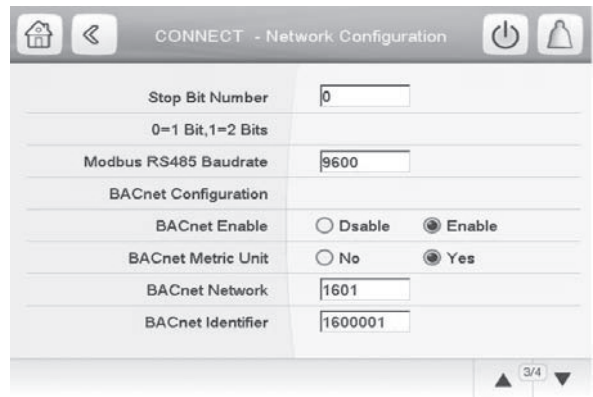 CONNECT - Network Configuration
Stop Bit Number 0
0=1 Bit,1=2 Bits
Modbus RS485 Baudrate 9600
BACnet Configuration
BACnet Enable Dsable Enable
BACnet Metric Unit No Yes
BACnet Network 1601
BACnet Identifier 1600001
3/4